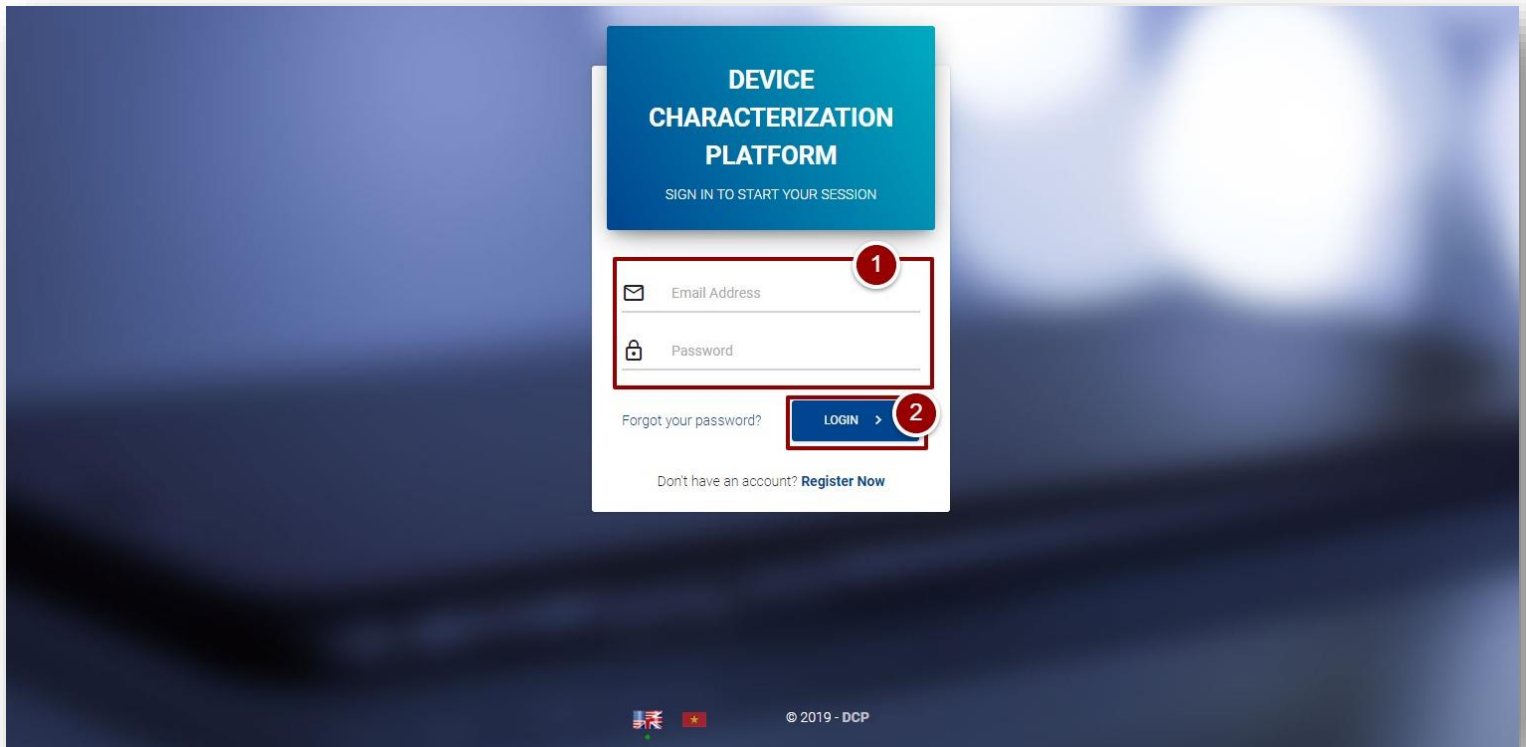 DEVICE
CHARACTERIZATION
PLATFORM
SIGN IN TO START YOUR SESSION
1
Email Address
Password
Forgot your password?
LOGIN >
2
Don't have an account? Register Now
© 2019 - DCP